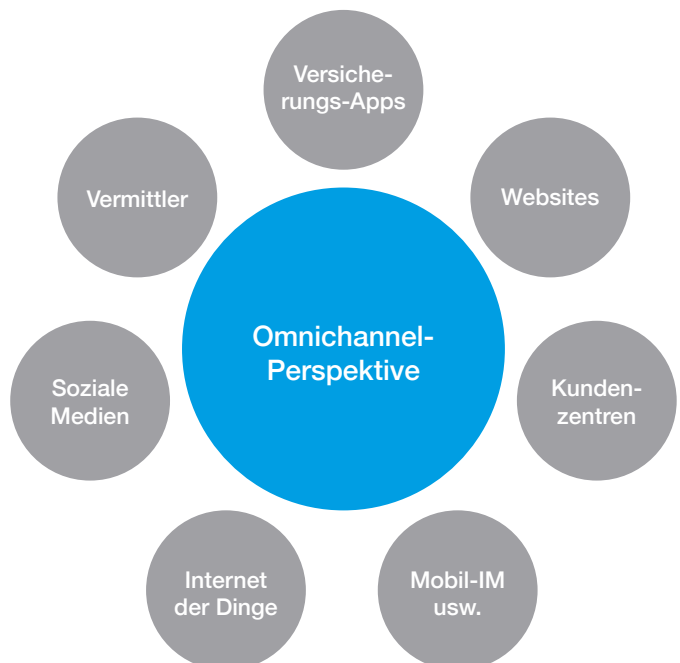 Versiche-
rungs-Apps
Vermittler
Websites
Omnichannel-
Perspektive
Soziale
Medien
Kunden-
zentren
Internet
der Dinge
Mobil-IM
usw.